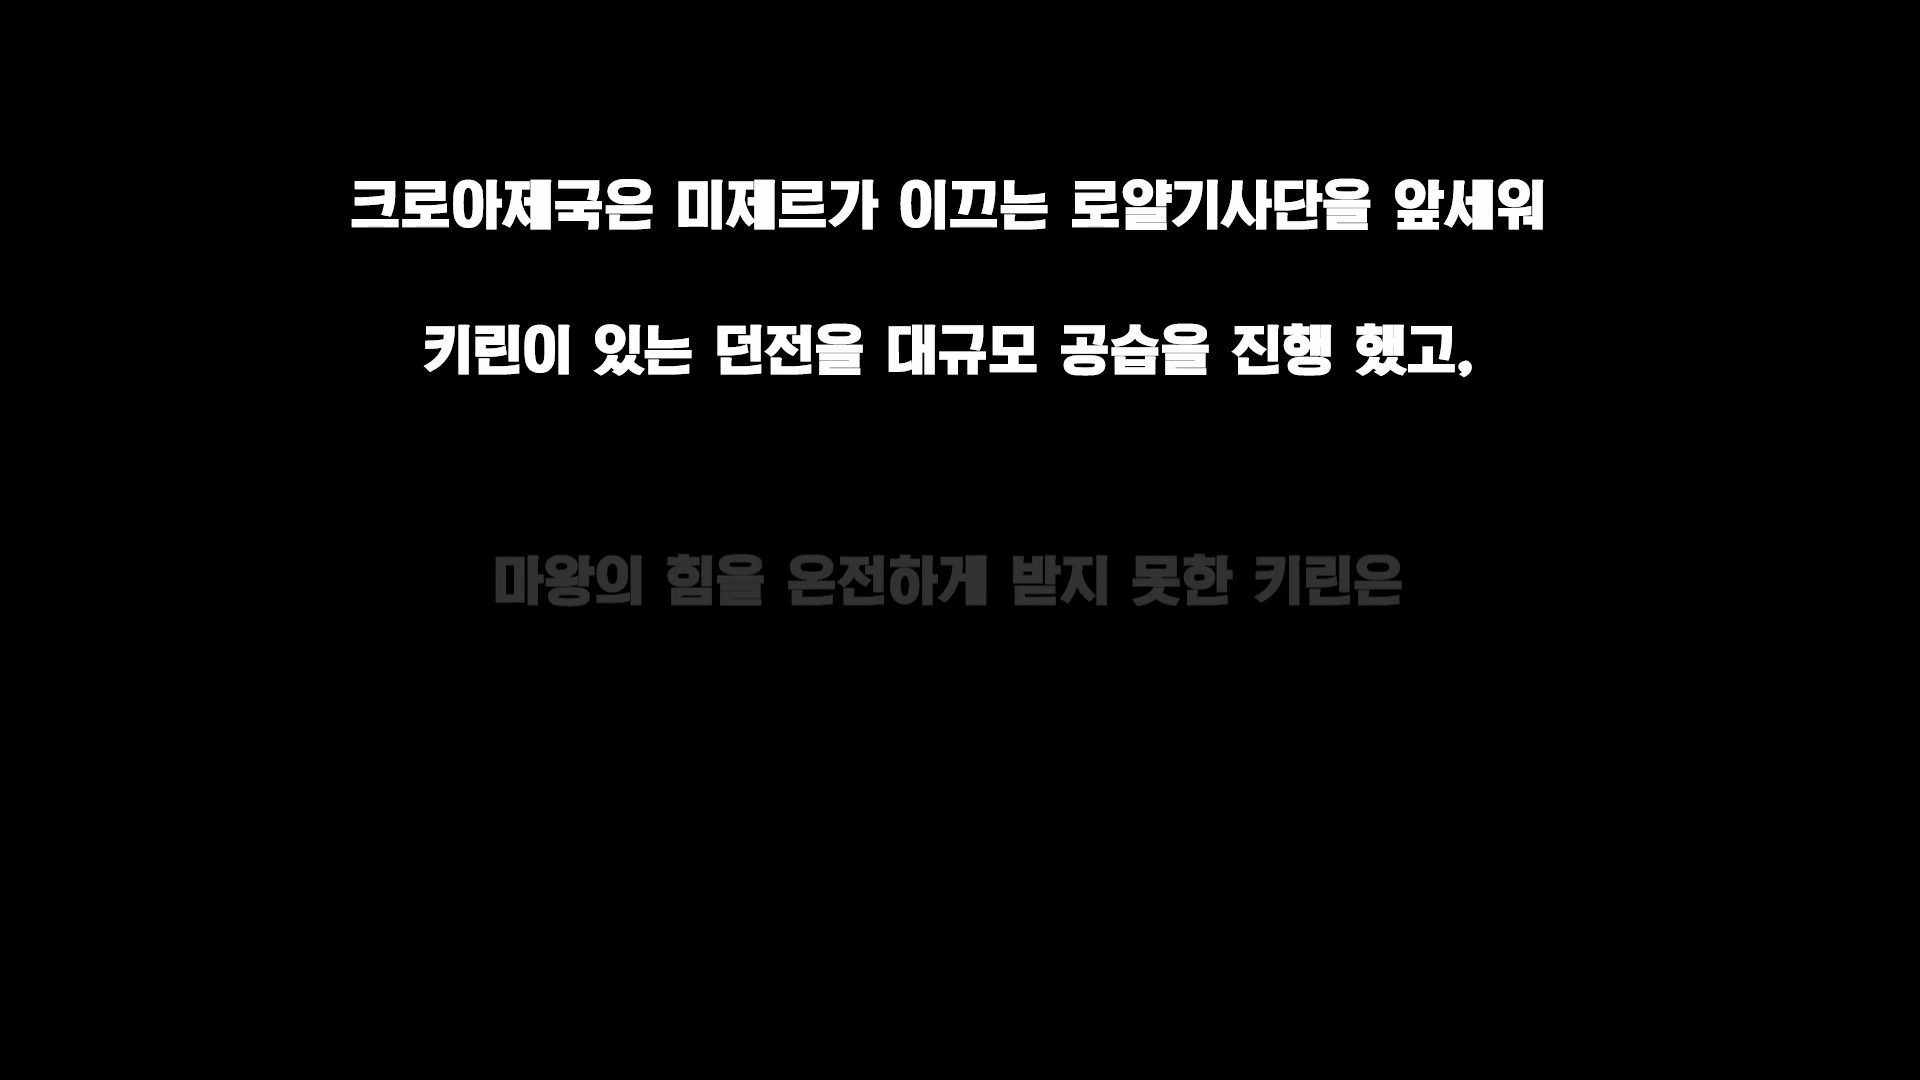 크로아제국은 미제르가 이끄는 로얄기사단을 앞세워
키린이 있는 던전을 대규모 공습을 진행 했고,
마왕의 힘을 온전하게 받지 못한 키린은